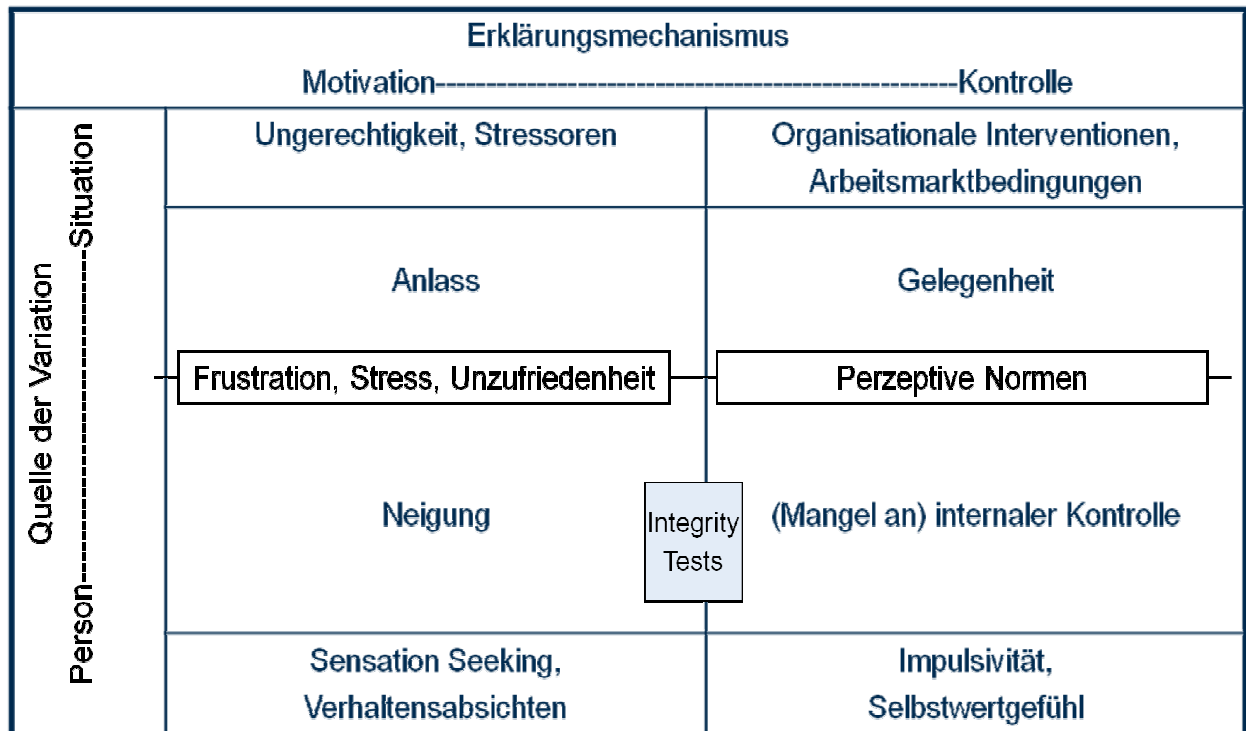 Erklärungsmechanismus
Motivation------------------------------------------------------Kontrolle
Quelle der Variation
Person-----------------------------------Situation
Ungerechtigkeit, Stressoren
Organisationale Interventionen,
Arbeitsmarktbedingungen
Anlass
Gelegenheit
Frustration, Stress, Unzufriedenheit
Perzeptive Normen
Neigung
Integrity
Tests
(Mangel an) internaler Kontrolle
Sensation Seeking,
Verhaltensabsichten
Impulsivität,
Selbstwertgefühl